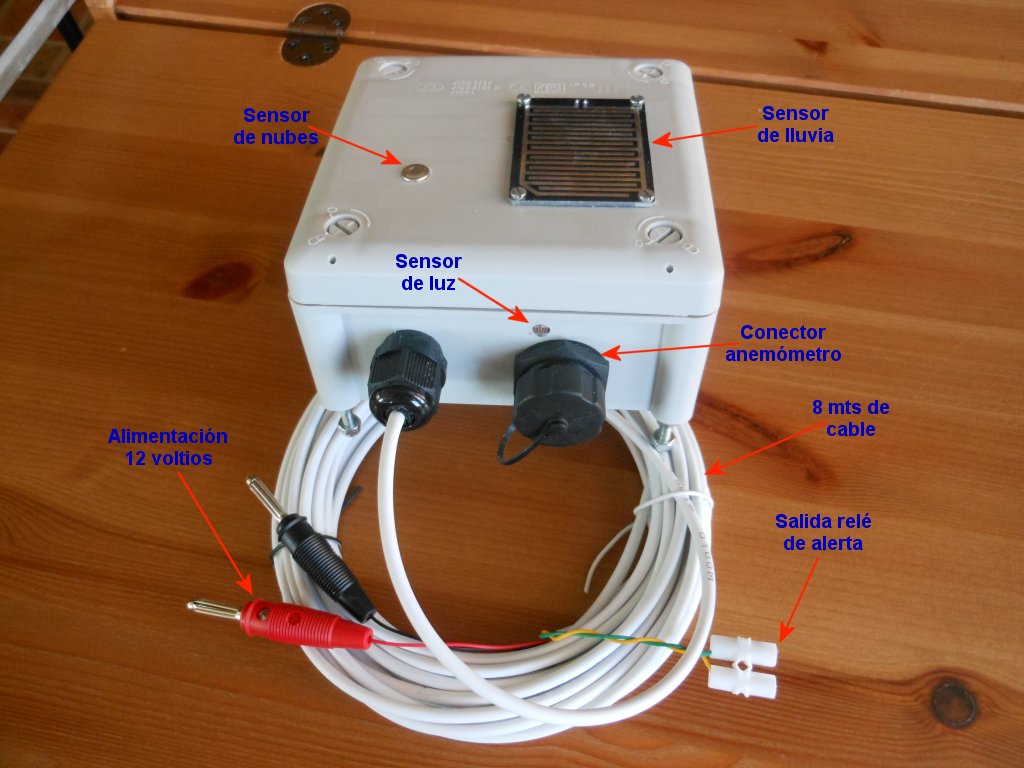 Sensor
de nubes
Sensor
de lluvia
Sensor
de luz
Conector
anemómetro
8 mts de
cable
Alimentación
12 voltios
Salida relé
de alerta